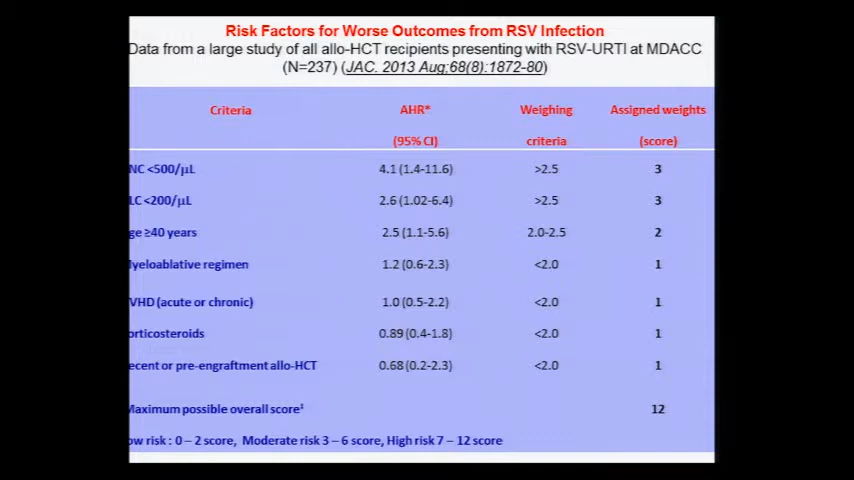 Risk Factors for Worse Outcomes from RSV Infection
Data from a large study of all allo-HCT recipients presenting with RSV-URTI at MDACC
(N=237) (JAC. 2013 Aug;68(8):1872-80)
Criteria AHR* Weighing Assigned weights
(95% CI) criteria (score)
NC <500/µL 4.1 (1.4-11.6) >2.5 3
LC <200/µL 2.6 (1.02-6.4) >2.5 3
ge ≥40 years 2.5 (1.1-5.6) 2.0-2.5 2
yeloablative regimen 1.2 (0.6-2.3) <2.0 1
VHD (acute or chronic) 1.0 (0.5-2.2) <2.0 1
orticosteroids 0.89 (0.4-1.8) <2.0 1
ecent or pre-engraftment allo-HCT 0.68 (0.2-2.3) <2.0 1
Maximum possible overall score‡ 12
ow risk : 0 – 2 score, Moderate risk 3 – 6 score, High risk 7 – 12 score